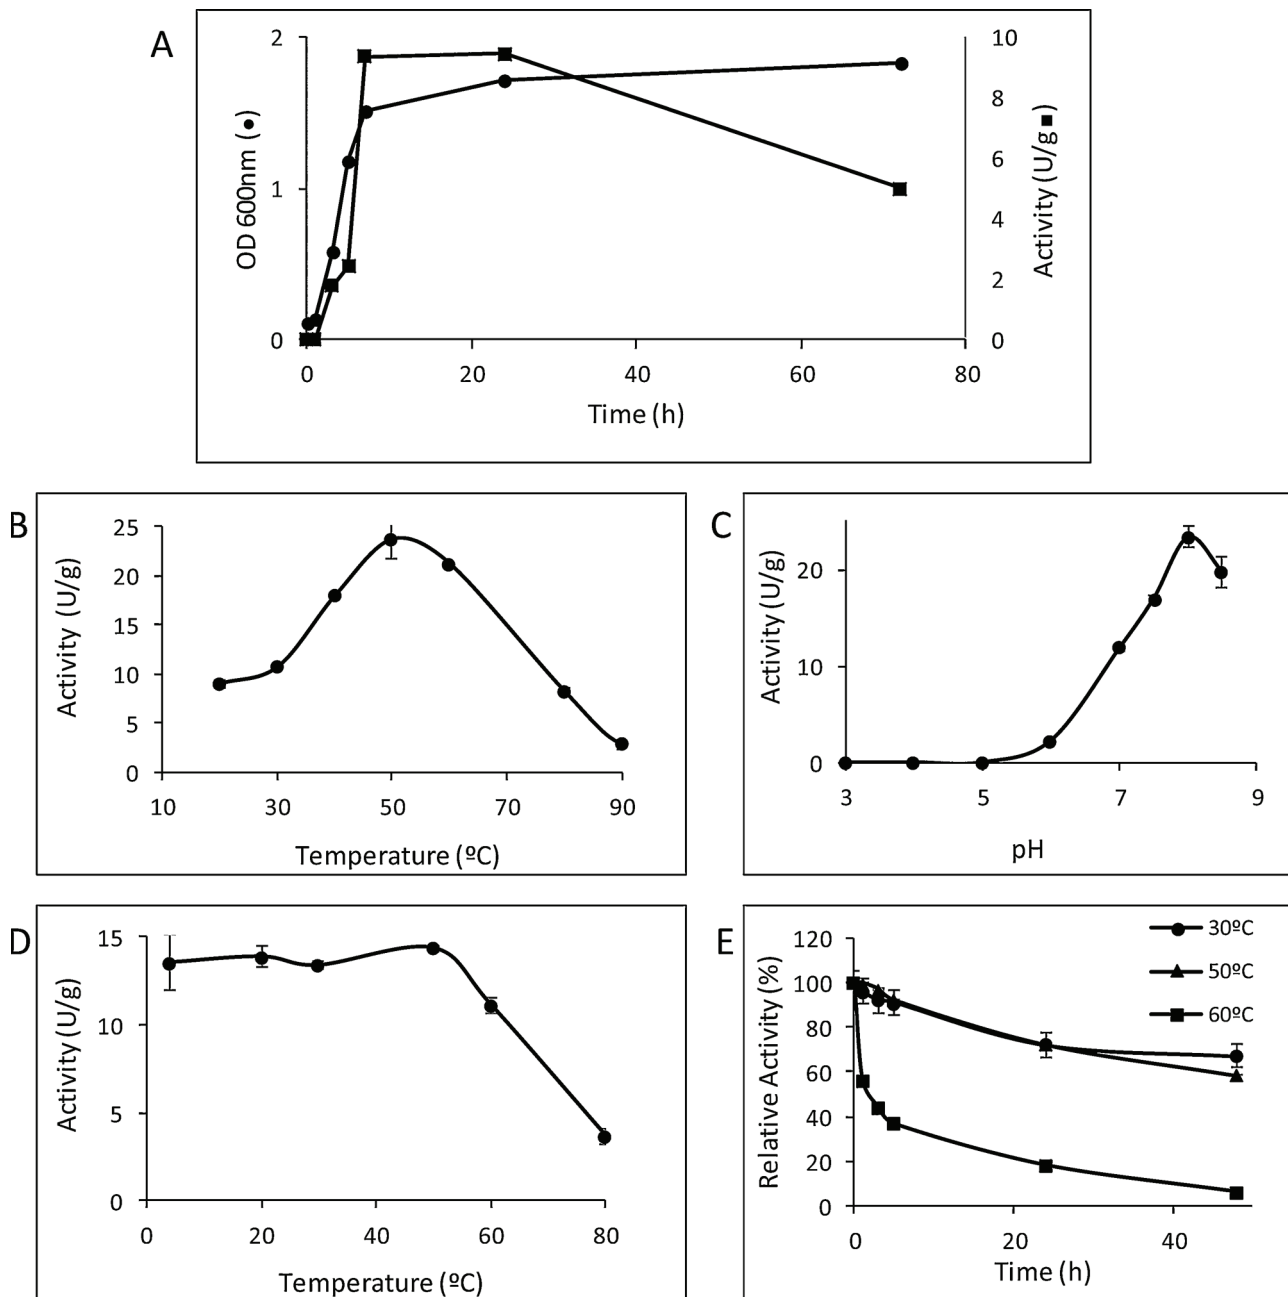 A
2
1
0
OD 600nm (●)
10
8
6
4
2
0
Activity (U/g ■)
0 20 40 60 80
Time (h)
B
25
20
15
10
5
0
Activity (U/g)
10 30 50 70 90
Temperature (ºC)
C
20
10
0
Activity (U/g)
3 5 7 9
pH
D
15
10
5
0
Activity (U/g)
0 20 40 60 80
Temperature (ºC)
E
120
100
80
60
40
20
0
Relative Activity (%)
30ºC
50ºC
60ºC
0 20 40
Time (h)